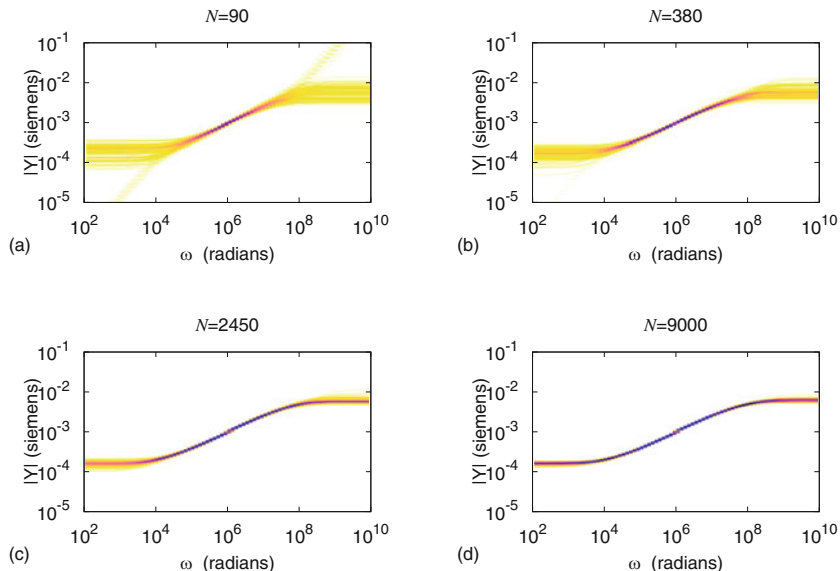 N=90
10^-1
10^-2
10^-3
10^-4
10^-5
|Y| (siemens)
10^2 10^4 10^6 10^8 10^10
ω (radians)
(a)
N=380
10^-1
10^-2
10^-3
10^-4
10^-5
|Y| (siemens)
10^2 10^4 10^6 10^8 10^10
ω (radians)
(b)
N=2450
10^-1
10^-2
10^-3
10^-4
10^-5
|Y| (siemens)
10^2 10^4 10^6 10^8 10^10
ω (radians)
(c)
N=9000
10^-1
10^-2
10^-3
10^-4
10^-5
|Y| (siemens)
10^2 10^4 10^6 10^8 10^10
ω (radians)
(d)